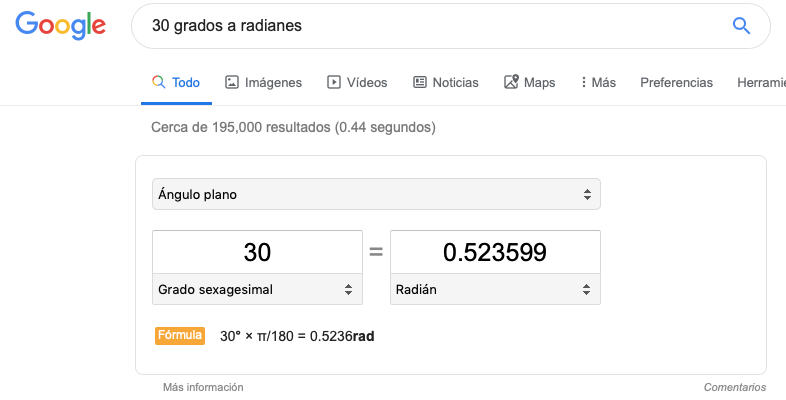 Google 30 grados a radianes
Todo Imágenes Vídeos Noticias Maps Más Preferencias Herramie
Cerca de 195,000 resultados (0.44 segundos)
Ángulo plano
30 = 0.523599
Grado sexagesimal Radián
Fórmula 30° × π/180 = 0.5236rad
Más información Comentarios